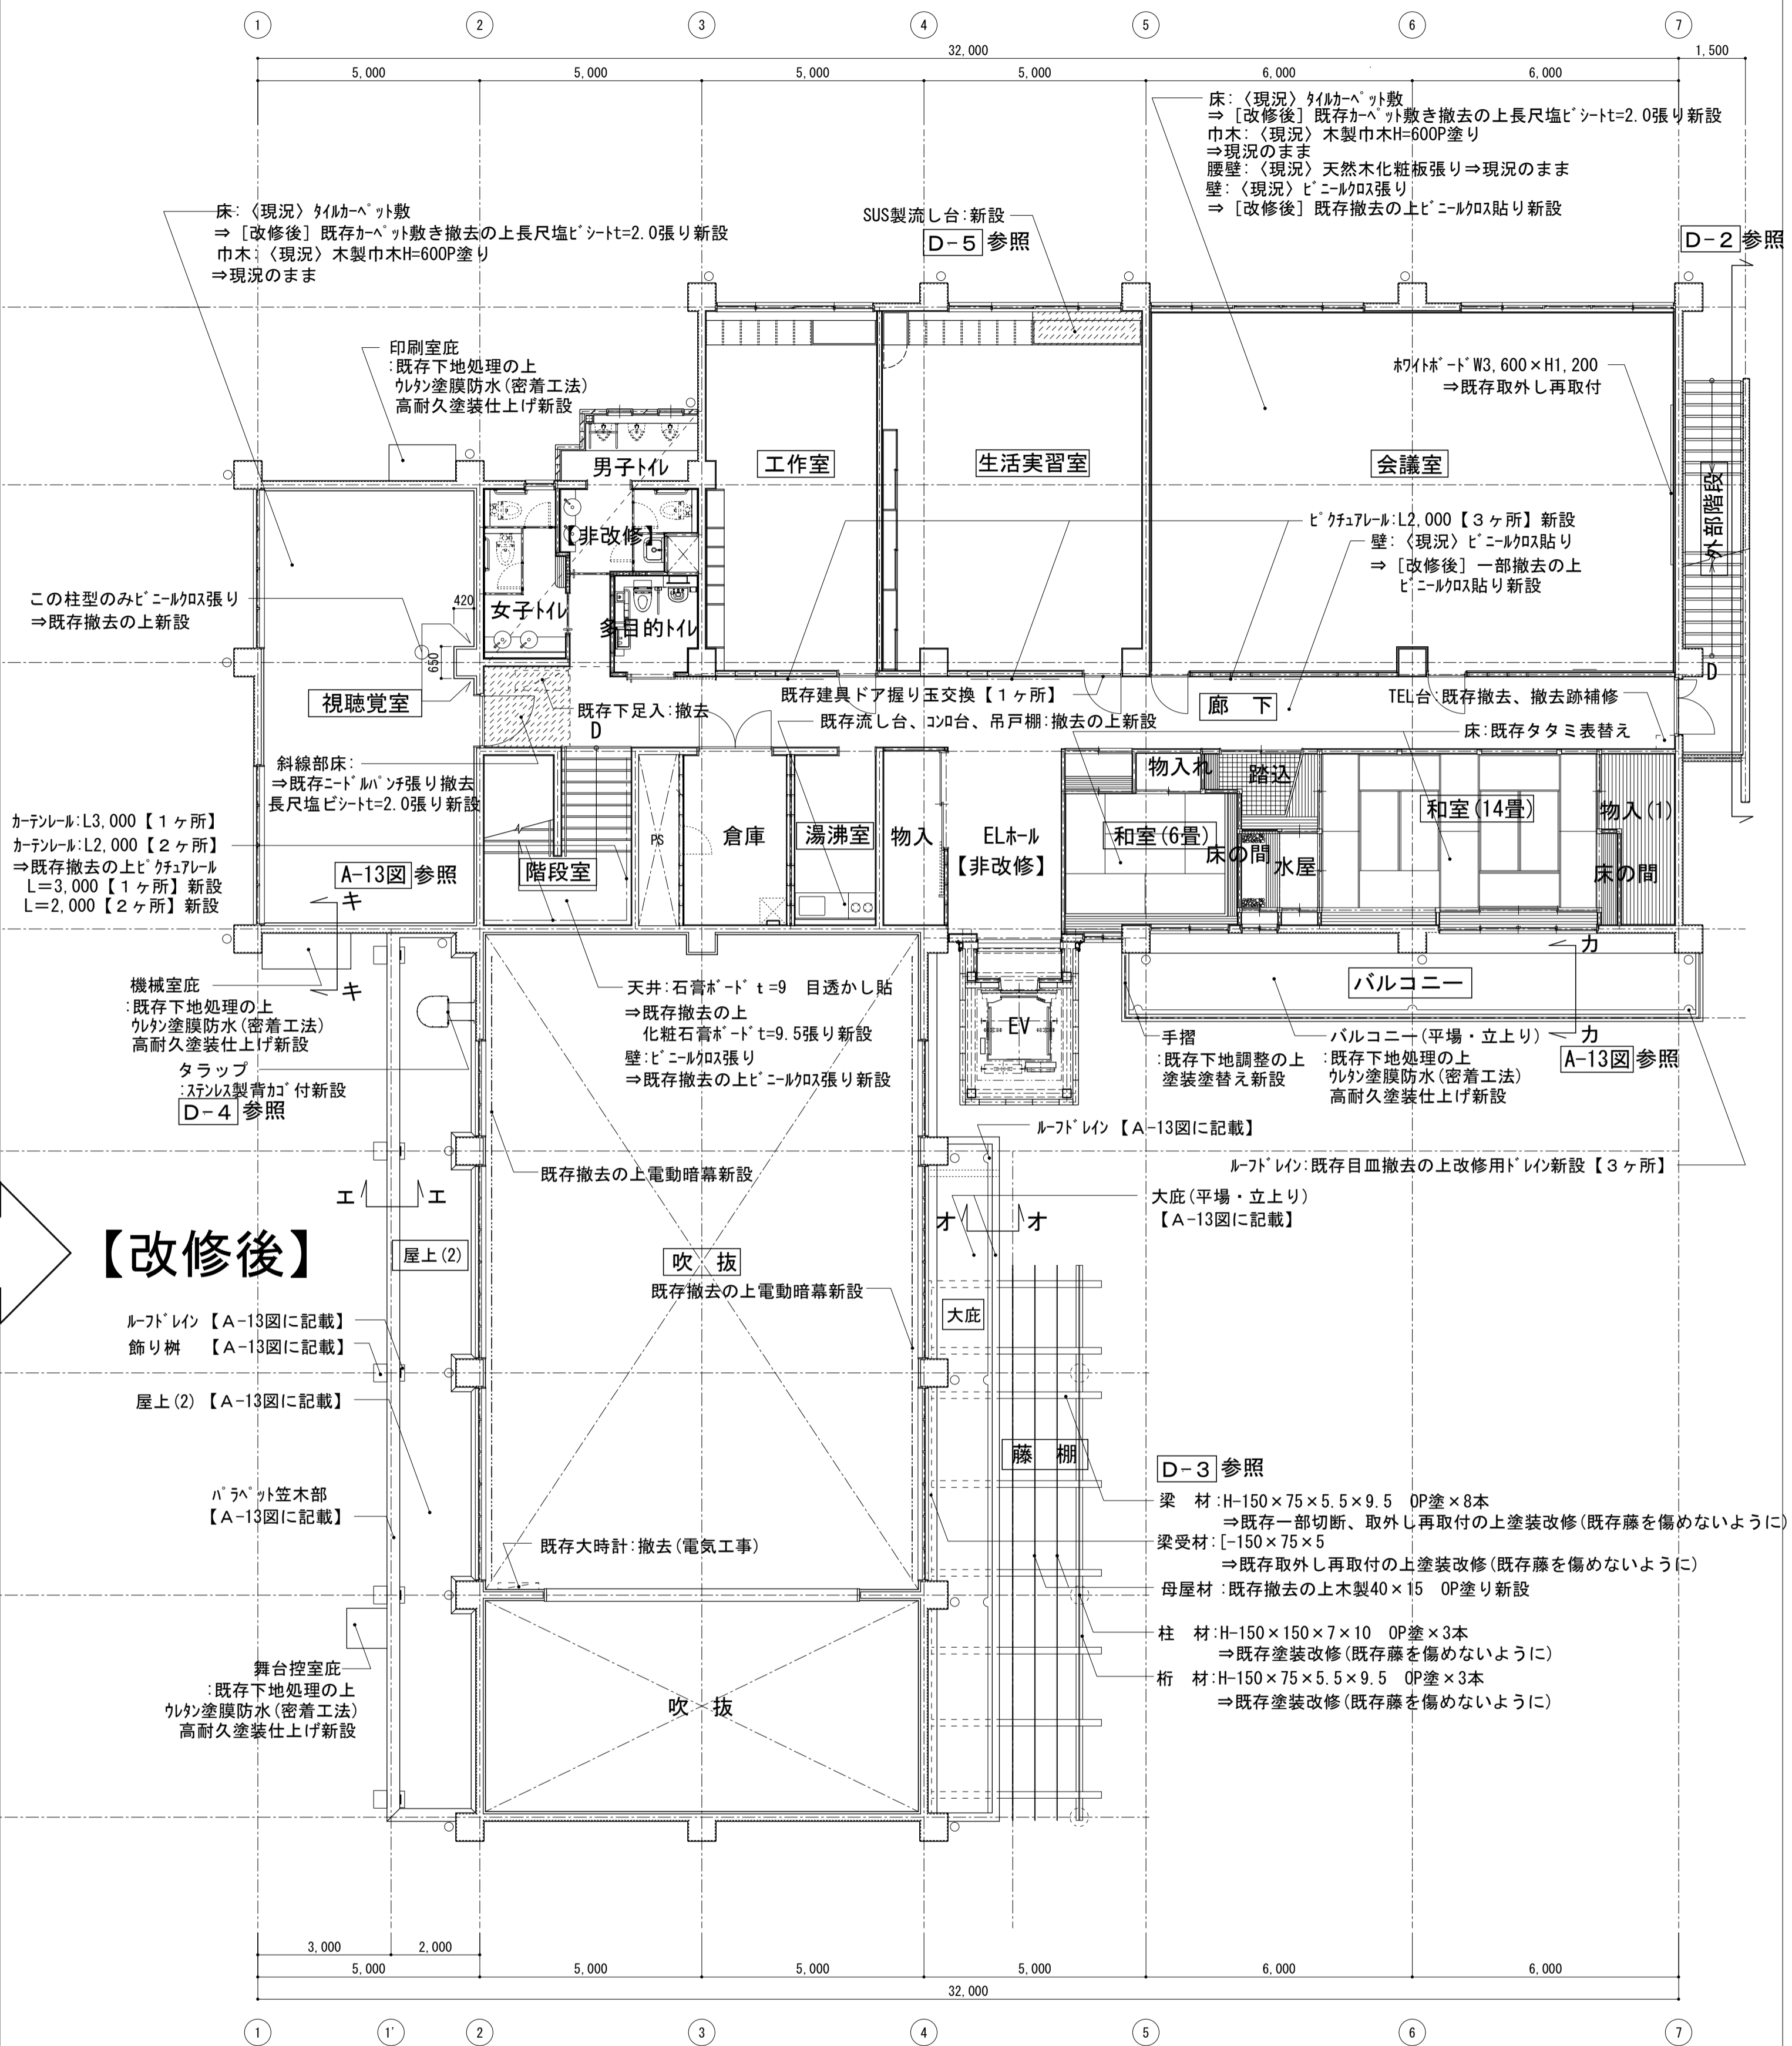 1 2 3 4 5 6 7
32,000 1,500
5,000 5,000 5,000 5,000 6,000 6,000
床:〈現況〉ﾀｲﾙｶｰﾍﾟｯﾄ敷
⇒［改修後］既存ｶｰﾍﾟｯﾄ敷き撤去の上長尺塩ﾋﾞｼｰﾄt=2.0張り新設
巾木:〈現況〉木製巾木H=60OP塗り
⇒現況のまま
腰壁:〈現況〉天然木化粧板張り⇒現況のまま
壁:〈現況〉ﾋﾞﾆｰﾙｸﾛｽ張り
⇒［改修後］既存撤去の上ﾋﾞﾆｰﾙｸﾛｽ貼り新設
床:〈現況〉ﾀｲﾙｶｰﾍﾟｯﾄ敷
⇒［改修後］既存ｶｰﾍﾟｯﾄ敷き撤去の上長尺塩ﾋﾞｼｰﾄt=2.0張り新設
巾木:〈現況〉木製巾木H=60OP塗り
⇒現況のまま
SUS製流し台:新設
D-5 参照
D-2 参照
印刷室庇
:既存下地処理の上
ｳﾚﾀﾝ塗膜防水(密着工法)
高耐久塗装仕上げ新設
ﾎﾜｲﾄﾎﾞｰﾄﾞW3,600×H1,200
⇒既存取外し再取付
男子ﾄｲﾚ
工作室
生活実習室
会議室
外部階段
【非改修】
ﾋﾟｸﾁｭｱﾚｰﾙ:L2,000【３ヶ所】新設
壁:〈現況〉ﾋﾞﾆｰﾙｸﾛｽ貼り
⇒［改修後］一部撤去の上
ﾋﾞﾆｰﾙｸﾛｽ貼り新設
この柱型のみﾋﾞﾆｰﾙｸﾛｽ張り
⇒既存撤去の上新設
420
650
女子ﾄｲﾚ
多目的ﾄｲﾚ
D
視聴覚室
既存下足入:撤去
D
既存建具ドア握り玉交換【１ヶ所】
既存流し台、ｺﾝﾛ台、吊戸棚:撤去の上新設
廊　下
TEL台:既存撤去、撤去跡補修
床:既存タタミ表替え
斜線部床:
⇒既存ﾆｰﾄﾞﾙﾊﾟﾝﾁ張り撤去
長尺塩ビｼｰﾄt=2.0張り新設
ｶｰﾃﾝﾚｰﾙ:L3,000【１ヶ所】
ｶｰﾃﾝﾚｰﾙ:L2,000【２ヶ所】
⇒既存撤去の上ﾋﾟｸﾁｭｱﾚｰﾙ
L＝3,000【１ヶ所】新設
L＝2,000【２ヶ所】新設
A-13図 参照
キ
キ
階段室
PS
倉庫
湯沸室
物入
ELﾎｰﾙ
【非改修】
物入れ
踏込
和室(6畳)
床の間
水屋
和室(14畳)
物入(1)
床の間
機械室庇
:既存下地処理の上
ｳﾚﾀﾝ塗膜防水(密着工法)
高耐久塗装仕上げ新設
タラップ
:ｽﾃﾝﾚｽ製背ｶｺﾞ付新設
D-4 参照
天井:石膏ﾎﾞｰﾄﾞ t=9　目透かし貼
⇒既存撤去の上
化粧石膏ﾎﾞｰﾄﾞt=9.5張り新設
壁:ﾋﾞﾆｰﾙｸﾛｽ張り
⇒既存撤去の上ﾋﾞﾆｰﾙｸﾛｽ張り新設
EV
バルコニー
カ
カ
手摺
:既存下地調整の上
塗装塗替え新設
バルコニー(平場・立上り)
:既存下地処理の上
ｳﾚﾀﾝ塗膜防水(密着工法)
高耐久塗装仕上げ新設
A-13図 参照
ﾙｰﾌﾄﾞﾚｲﾝ【A-13図に記載】
ﾙｰﾌﾄﾞﾚｲﾝ:既存目皿撤去の上改修用ﾄﾞﾚｲﾝ新設【３ヶ所】
既存撤去の上電動暗幕新設
エ エ
オ オ
大庇(平場・立上り)
【A-13図に記載】
【改修後】
屋上(2)
吹　抜
既存撤去の上電動暗幕新設
大庇
ﾙｰﾌﾄﾞﾚｲﾝ【A-13図に記載】
飾り桝　【A-13図に記載】
屋上(2)【A-13図に記載】
藤　棚
D-3 参照
ﾊﾟﾗﾍﾟｯﾄ笠木部
【A-13図に記載】
梁　材:H-150×75×5.5×9.5　OP塗×8本
⇒既存一部切断、取外し再取付の上塗装改修(既存藤を傷めないように)
梁受材:[-150×75×5
⇒既存取外し再取付の上塗装改修(既存藤を傷めないように)
母屋材:既存撤去の上木製40×15　OP塗り新設
既存大時計:撤去(電気工事)
柱　材:H-150×150×7×10　OP塗×3本
⇒既存塗装改修(既存藤を傷めないように)
桁　材:H-150×75×5.5×9.5　OP塗×3本
⇒既存塗装改修(既存藤を傷めないように)
舞台控室庇
:既存下地処理の上
ｳﾚﾀﾝ塗膜防水(密着工法)
高耐久塗装仕上げ新設
吹　抜
3,000 2,000
5,000 5,000 5,000 5,000 6,000 6,000
32,000
1 1' 2 3 4 5 6 7